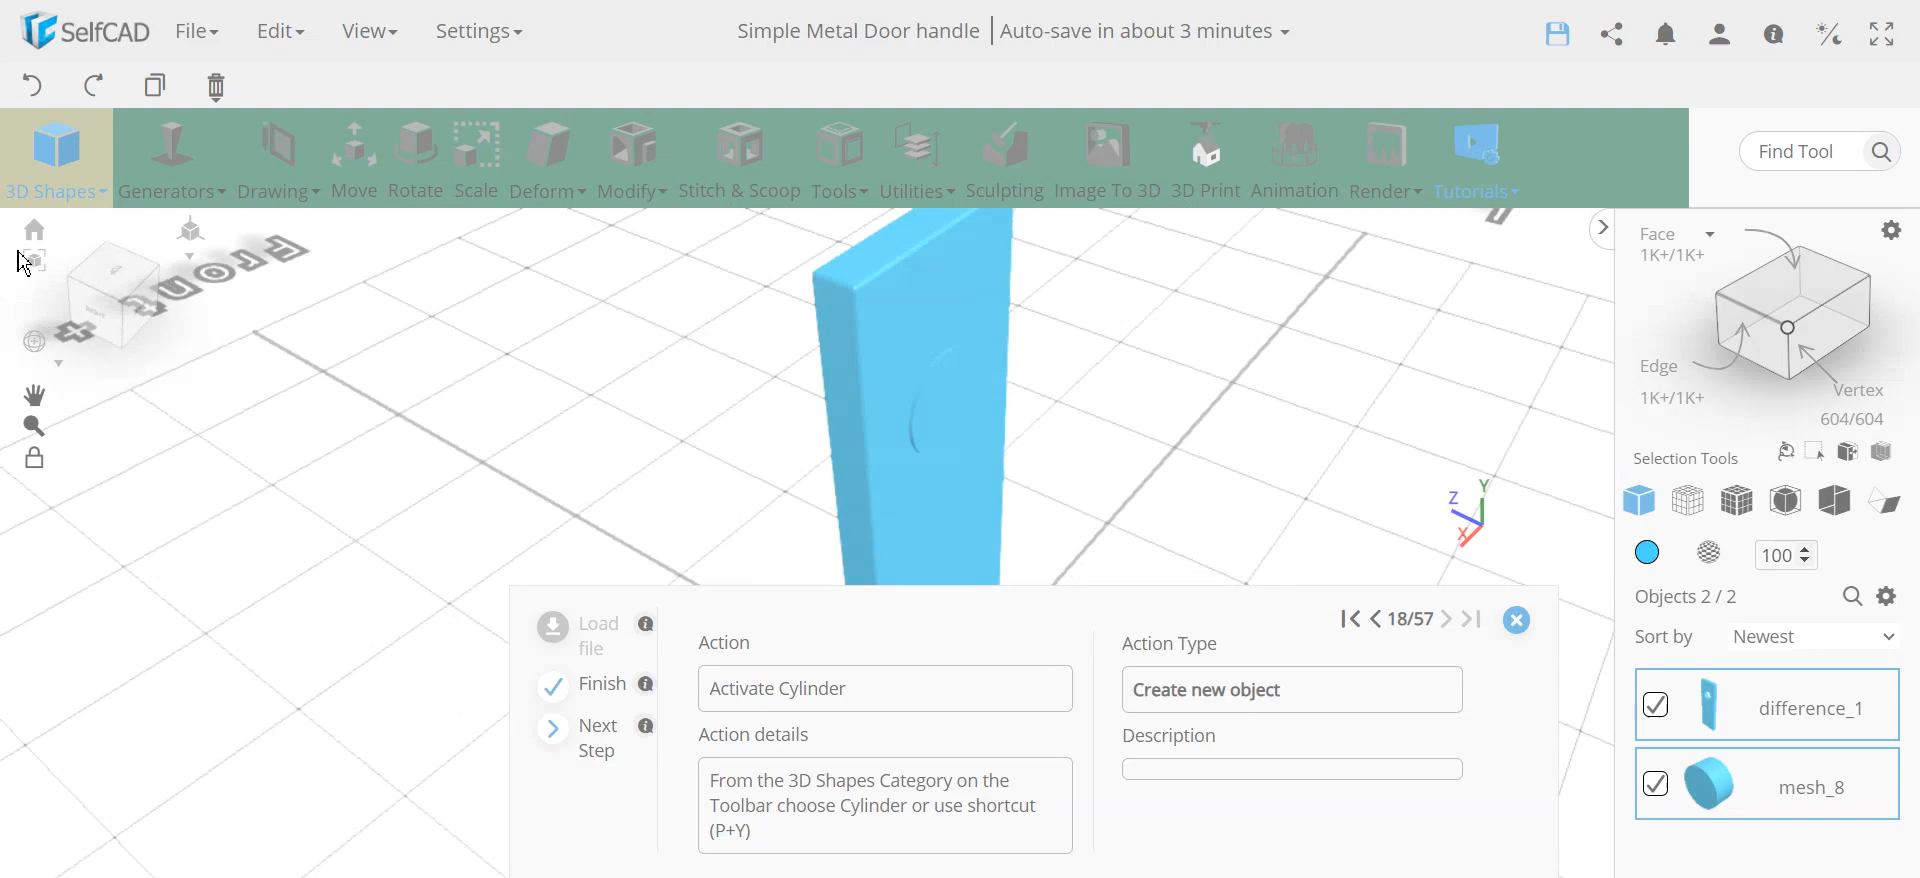 SelfCAD File Edit View Settings Simple Metal Door handle Auto-save in about 3 minutes
3D Shapes Generators Drawing Move Rotate Scale Deform Modify Stitch & Scoop Tools Utilities Sculpting Image To 3D 3D Print Animation Render Tutorials Find Tool
Front
Face
1K+/1K+
Edge
1K+/1K+
Vertex
604/604
Selection Tools
Z Y X
100
Objects 2 / 2
Sort by Newest
difference_1
mesh_8
Load file
Finish
Next Step
18/57
Action
Activate Cylinder
Action details
From the 3D Shapes Category on the
Toolbar choose Cylinder or use shortcut
(P+Y)
Action Type
Create new object
Description